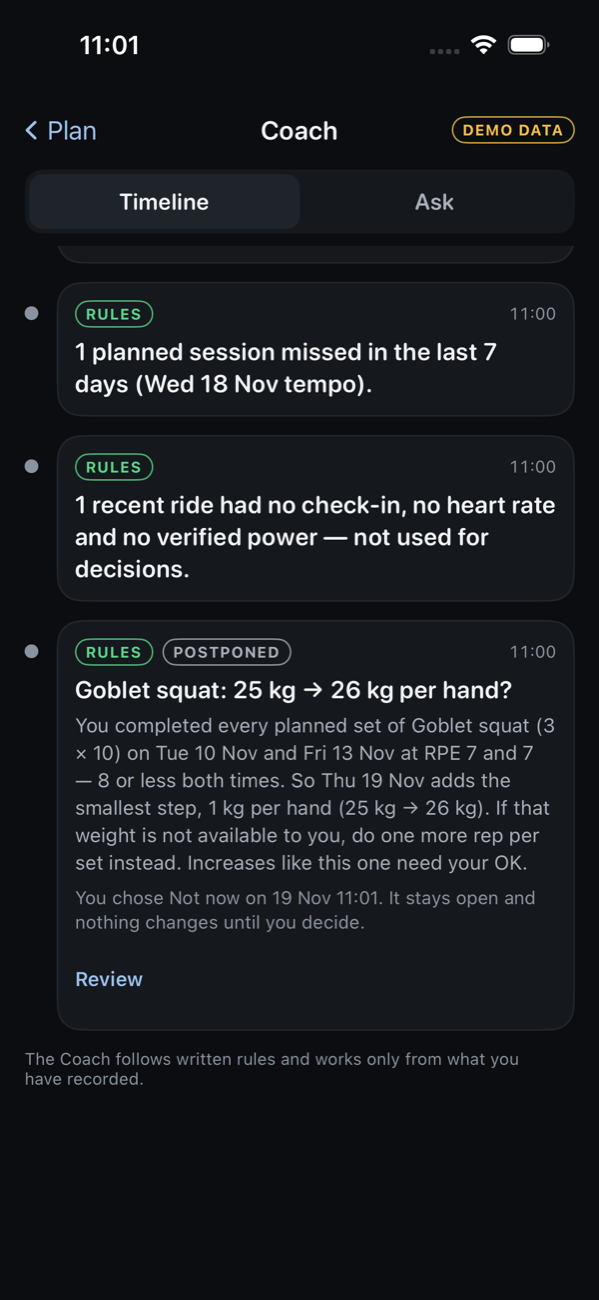 11:01
Plan
Coach
DEMO DATA
Timeline
Ask
RULES
11:00
1 planned session missed in the last 7
days (Wed 18 Nov tempo).
RULES
11:00
1 recent ride had no check-in, no heart rate
and no verified power — not used for
decisions.
RULES
POSTPONED
11:00
Goblet squat: 25 kg → 26 kg per hand?
You completed every planned set of Goblet squat (3
× 10) on Tue 10 Nov and Fri 13 Nov at RPE 7 and 7
— 8 or less both times. So Thu 19 Nov adds the
smallest step, 1 kg per hand (25 kg → 26 kg). If that
weight is not available to you, do one more rep per
set instead. Increases like this one need your OK.
You chose Not now on 19 Nov 11:01. It stays open and
nothing changes until you decide.
Review
The Coach follows written rules and works only from what you
have recorded.